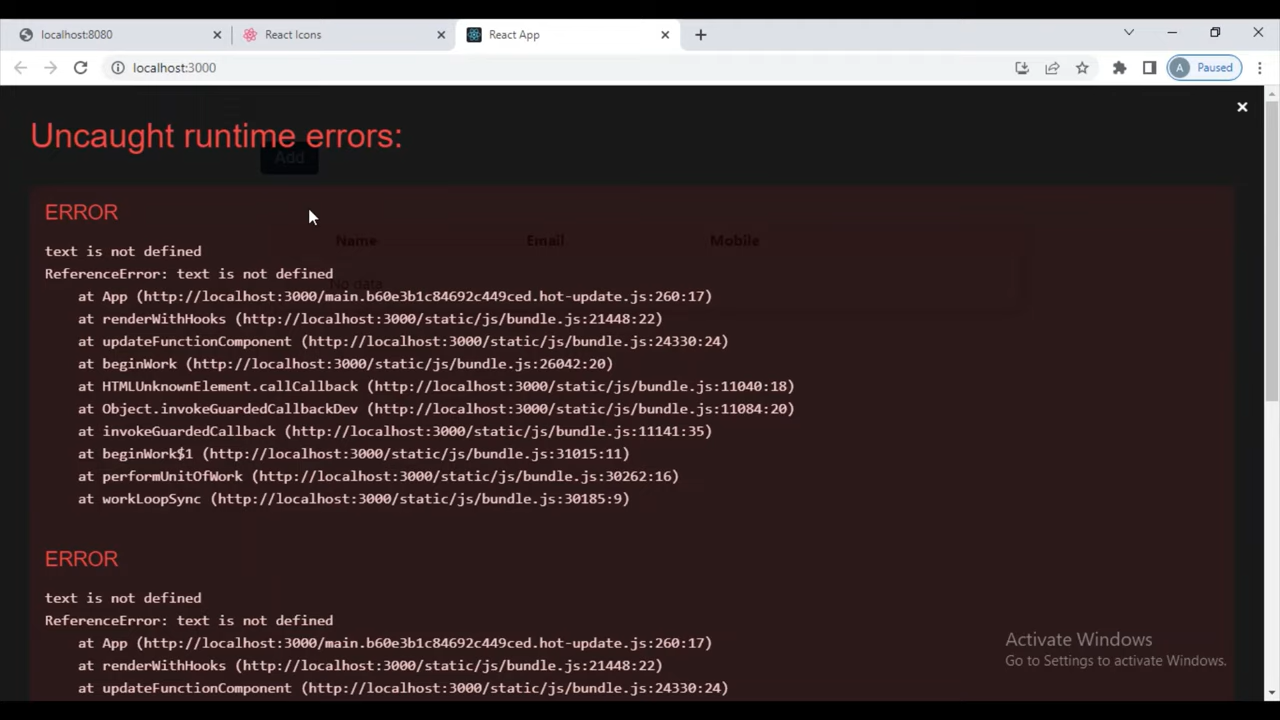 localhost:8080
React Icons
React App
localhost:3000
A
Paused
Uncaught runtime errors:
Add
ERROR
Name
Email
Mobile
text is not defined
ReferenceError: text is not defined
No data
at App (http://localhost:3000/main.b60e3b1c84692c449ced.hot-update.js:260:17)
at renderWithHooks (http://localhost:3000/static/js/bundle.js:21448:22)
at updateFunctionComponent (http://localhost:3000/static/js/bundle.js:24330:24)
at beginWork (http://localhost:3000/static/js/bundle.js:26042:20)
at HTMLUnknownElement.callCallback (http://localhost:3000/static/js/bundle.js:11040:18)
at Object.invokeGuardedCallbackDev (http://localhost:3000/static/js/bundle.js:11084:20)
at invokeGuardedCallback (http://localhost:3000/static/js/bundle.js:11141:35)
at beginWork$1 (http://localhost:3000/static/js/bundle.js:31015:11)
at performUnitOfWork (http://localhost:3000/static/js/bundle.js:30262:16)
at workLoopSync (http://localhost:3000/static/js/bundle.js:30185:9)
ERROR
text is not defined
ReferenceError: text is not defined
at App (http://localhost:3000/main.b60e3b1c84692c449ced.hot-update.js:260:17)
at renderWithHooks (http://localhost:3000/static/js/bundle.js:21448:22)
at updateFunctionComponent (http://localhost:3000/static/js/bundle.js:24330:24)
Activate Windows
Go to Settings to activate Windows.